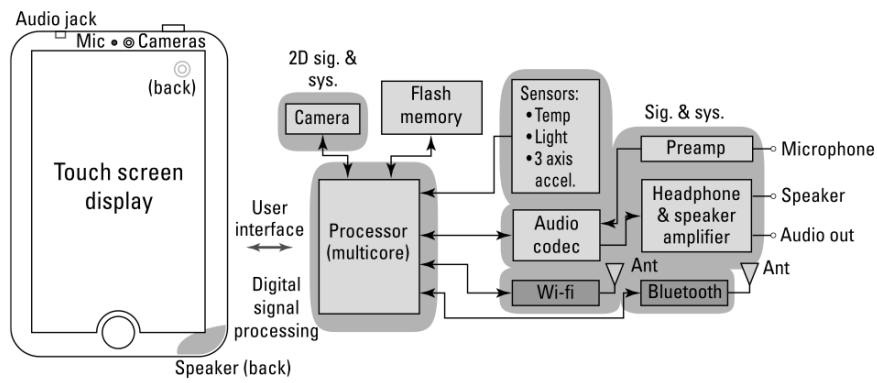 Audio jack
Mic
Cameras
(back)
Touch screen
display
Speaker (back)
User
interface
Digital
signal
processing
2D sig. &
sys.
Camera
Flash
memory
Processor
(multicore)
Sensors:
• Temp
• Light
• 3 axis
accel.
Sig. & sys.
Preamp
Microphone
Audio
codec
Headphone
& speaker
amplifier
Speaker
Audio out
Wi-fi
Ant
Bluetooth
Ant